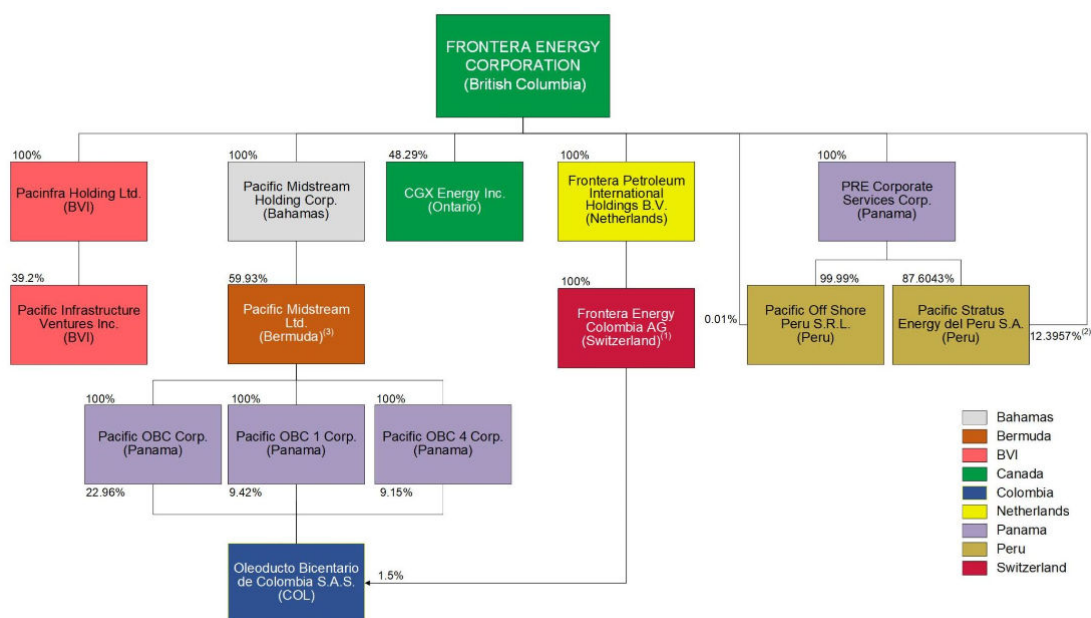 FRONTERA ENERGY
CORPORATION
(British Columbia)
100%
Pacinfra Holding Ltd.
(BVI)
100%
Pacific Midstream
Holding Corp.
(Bahamas)
48.29%
CGX Energy Inc.
(Ontario)
100%
Frontera Petroleum
International
Holdings B.V.
(Netherlands)
100%
PRE Corporate
Services Corp.
(Panama)
39.2%
Pacific Infrastructure
Ventures Inc.
(BVI)
59.93%
Pacific Midstream
Ltd.
(Bermuda)(3)
100%
Frontera Energy
Colombia AG
(Switzerland)(1)
0.01%
99.99%
Pacific Off Shore
Peru S.R.L.
(Peru)
87.6043%
Pacific Stratus
Energy del Peru S.A.
(Peru)
12.3957%(2)
100%
Pacific OBC Corp.
(Panama)
22.96%
100%
Pacific OBC 1 Corp.
(Panama)
9.42%
100%
Pacific OBC 4 Corp.
(Panama)
9.15%
Oleoducto Bicentario
de Colombia S.A.S.
(COL)
1.5%
Bahamas
Bermuda
BVI
Canada
Colombia
Netherlands
Panama
Peru
Switzerland